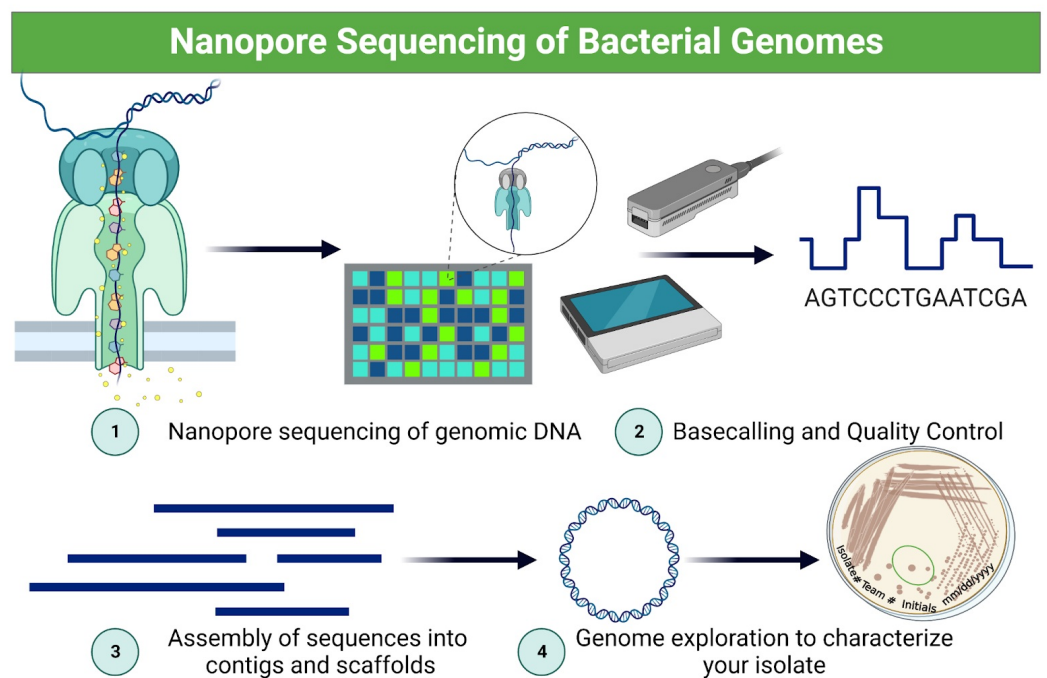 Nanopore Sequencing of Bacterial Genomes
AGTCCCTGAATCGA
1
Nanopore sequencing of genomic DNA
2
Basecalling and Quality Control
Isolate# Team # Initials mm/dd/yyyy
3
Assembly of sequences into
contigs and scaffolds
4
Genome exploration to characterize
your isolate